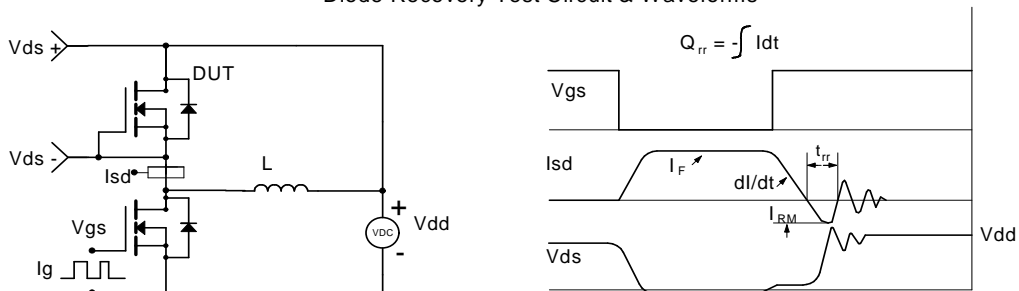 Diode Recovery Test Circuit & Waveforms
Vds +
DUT
Vds -
Isd
L
Vgs
Ig
+
VDC
-
Vdd
Q rr = -∫ Idt
Vgs
Isd
I F
dI/dt
t rr
I RM
Vdd
Vds